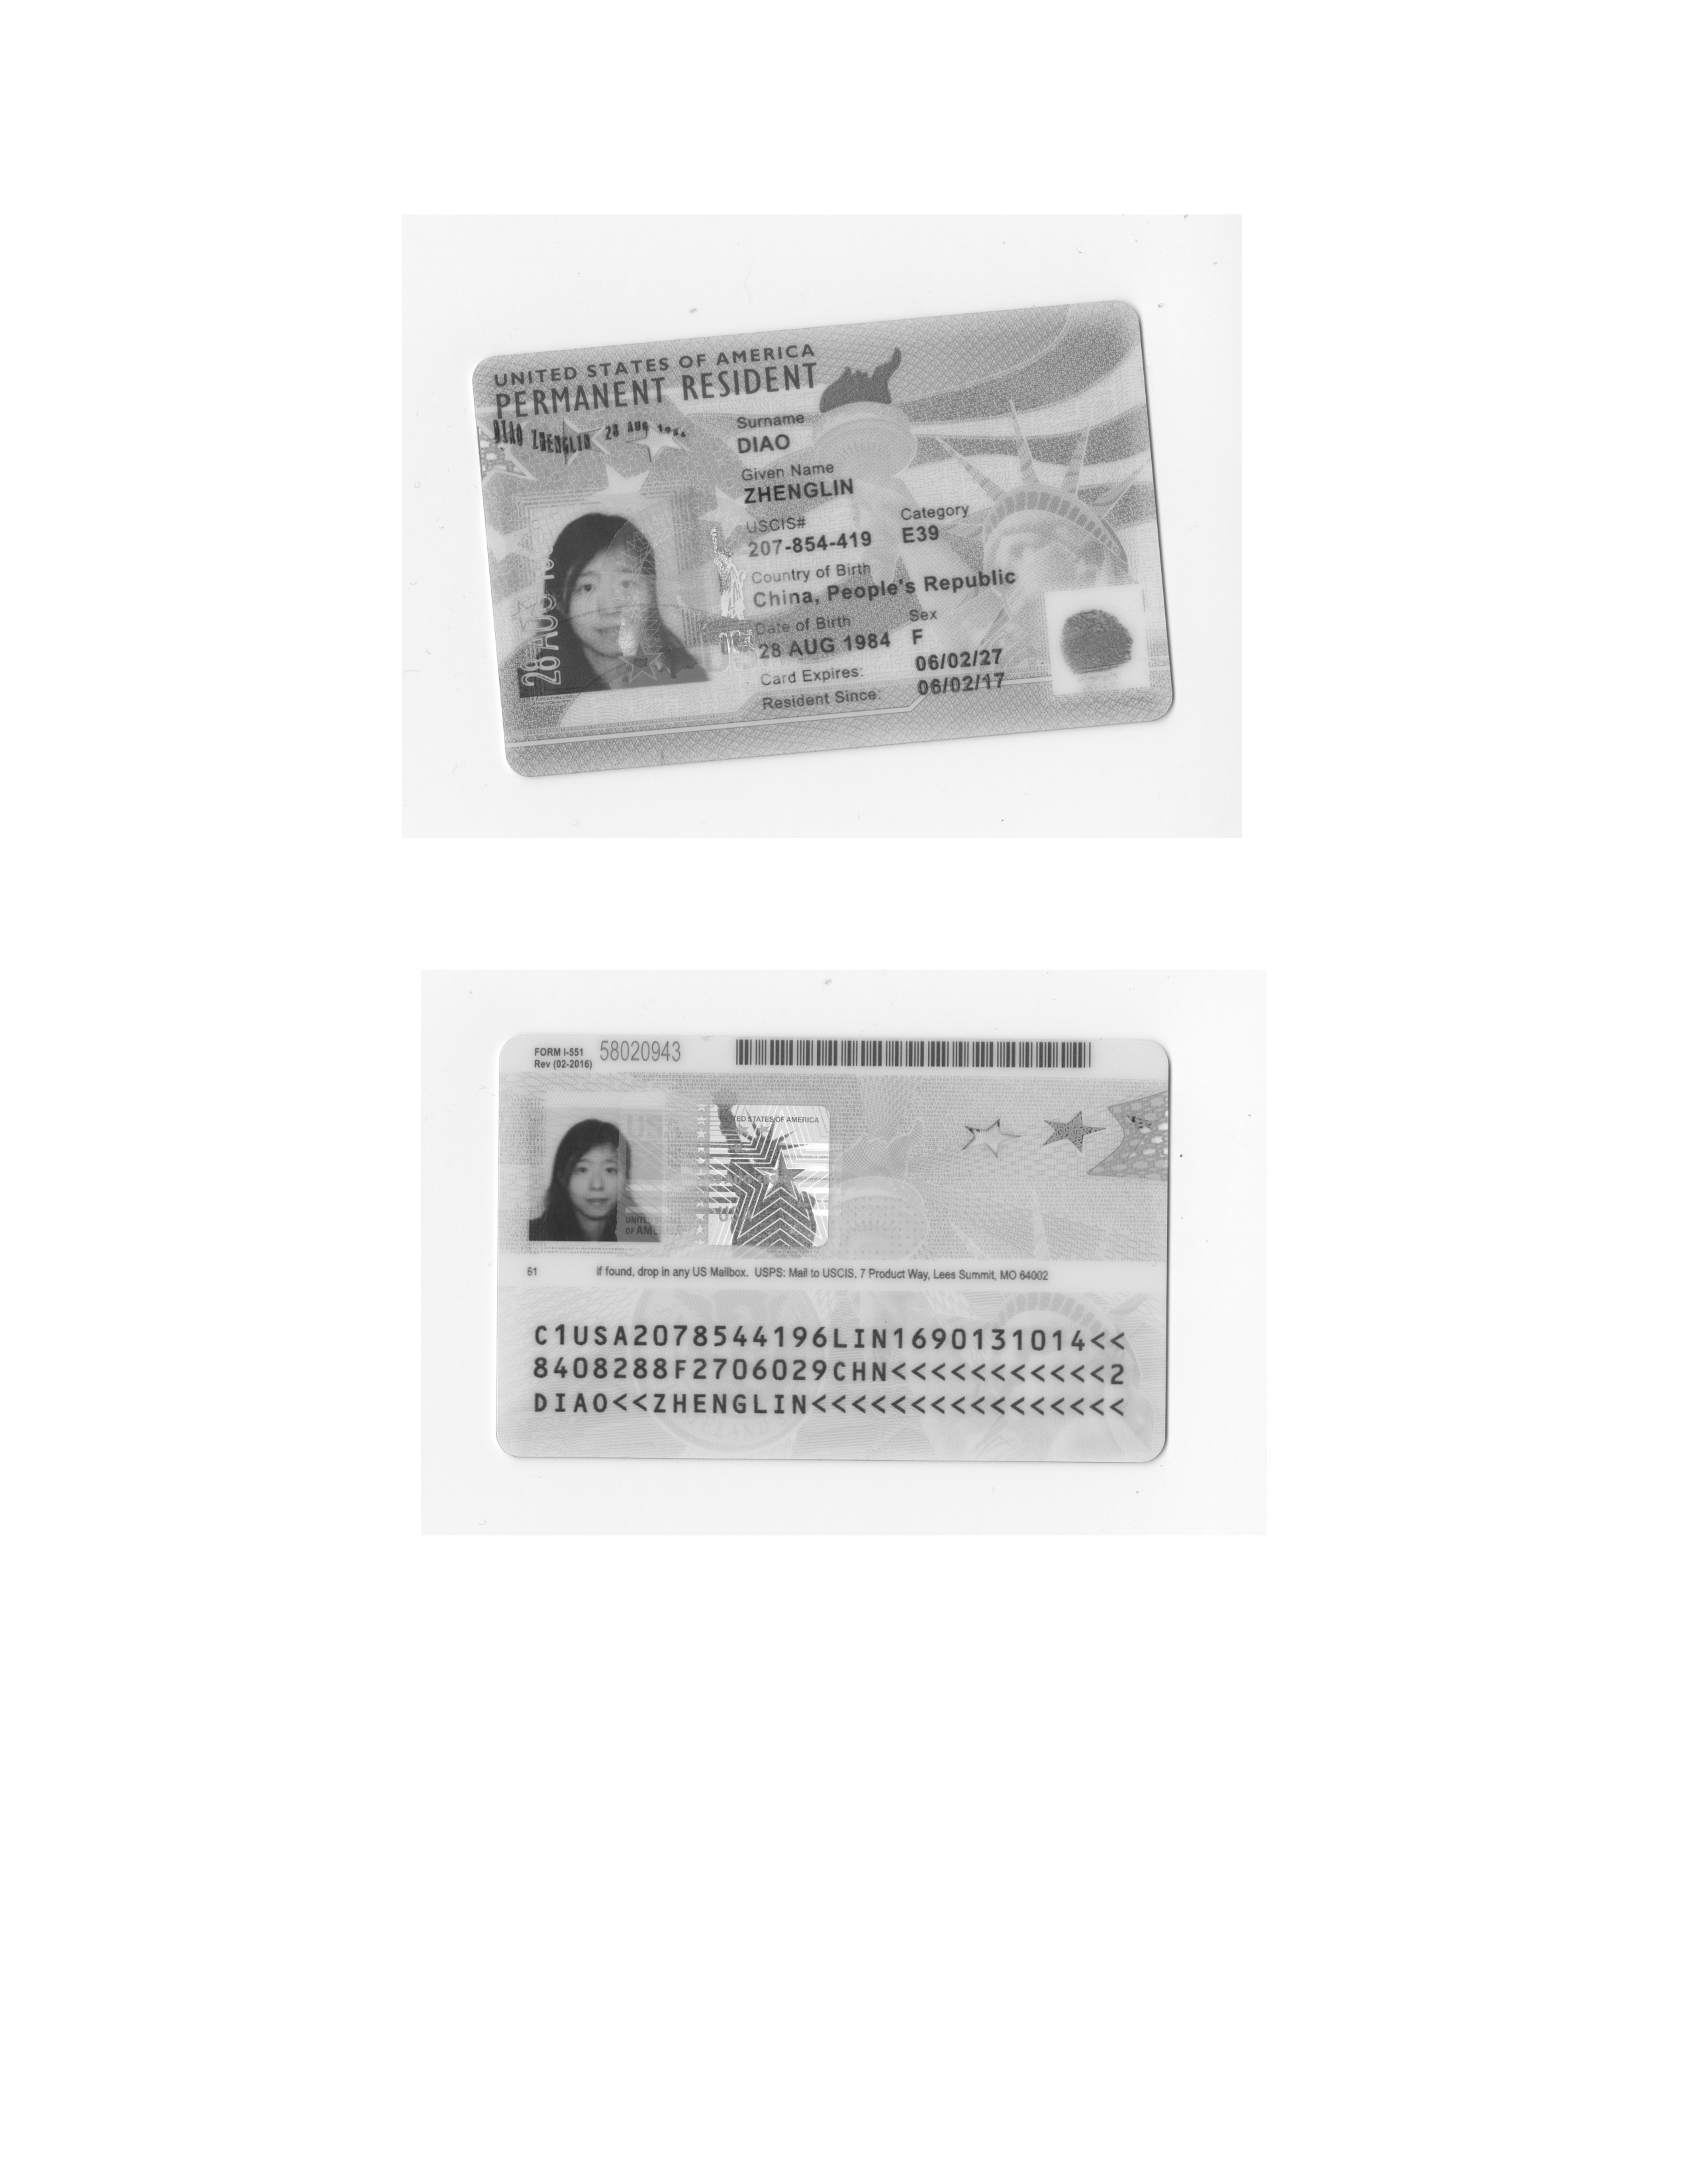 UNITED STATES OF AMERICA
PERMANENT RESIDENT
DIAO ZHENGLIN 28 AUG
Surname
DIAO
Given Name
ZHENGLIN
USCIS# Category
207-854-419 E39
Country of Birth
China, People's Republic
Date of Birth Sex
28 AUG 1984 F
Card Expires: 06/02/27
Resident Since: 06/02/17
28 AUG
FORM I-551 58020943
Rev (02-2016)
STATES OF AMERICA
61 If found, drop in any US Mailbox. USPS: Mail to USCIS, 7 Product Way, Lees Summit, MO 64002
C1USA2078544196LIN1690131014<<
8408288F2706029CHN<<<<<<<<<<<2
DIAO<<ZHENGLIN<<<<<<<<<<<<<<<<